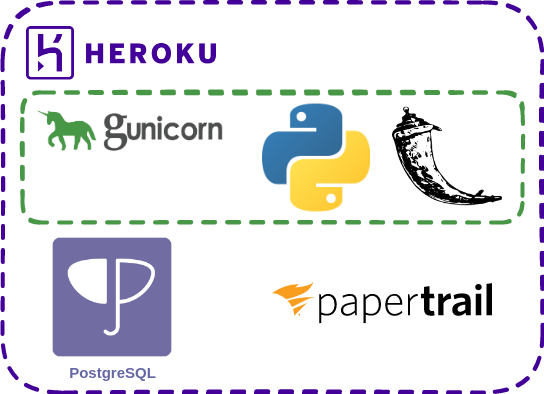 HEROKU
gunicorn
papertrail
PostgreSQL